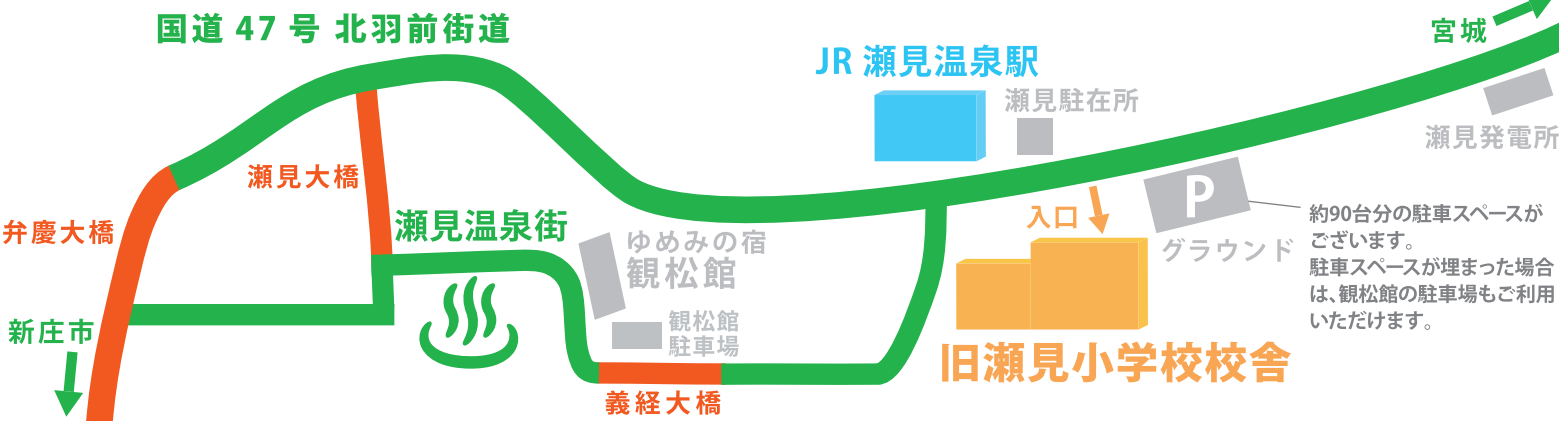 国道 47 号 北羽前街道
宮城
JR 瀬見温泉駅
瀬見駐在所
瀬見発電所
瀬見大橋
P
入口
約90台分の駐車スペースが
ございます。
駐車スペースが埋まった場合
は、観松館の駐車場もご利用
いただけます。
グラウンド
弁慶大橋
瀬見温泉街
ゆめみの宿
観松館
新庄市
観松館
駐車場
旧瀬見小学校校舎
義経大橋